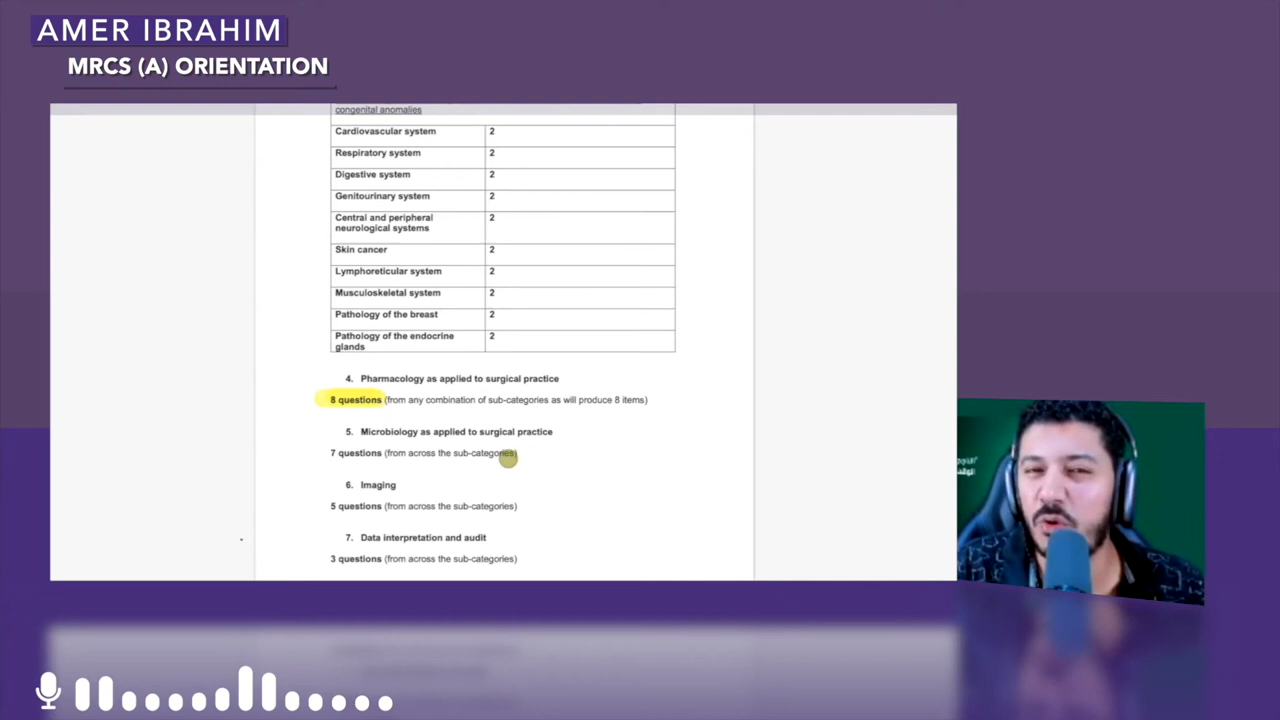 AMER IBRAHIM
MRCS (A) ORIENTATION
congenital anomalies
Cardiovascular system 2
Respiratory system 2
Digestive system 2
Genitourinary system 2
Central and peripheral 2
neurological systems
Skin cancer 2
Lymphoreticular system 2
Musculoskeletal system 2
Pathology of the breast 2
Pathology of the endocrine 2
glands
4. Pharmacology as applied to surgical practice
8 questions (from any combination of sub-categories as will produce 8 items)
5. Microbiology as applied to surgical practice
7 questions (from across the sub-categories)
6. Imaging
5 questions (from across the sub-categories)
7. Data interpretation and audit
3 questions (from across the sub-categories)